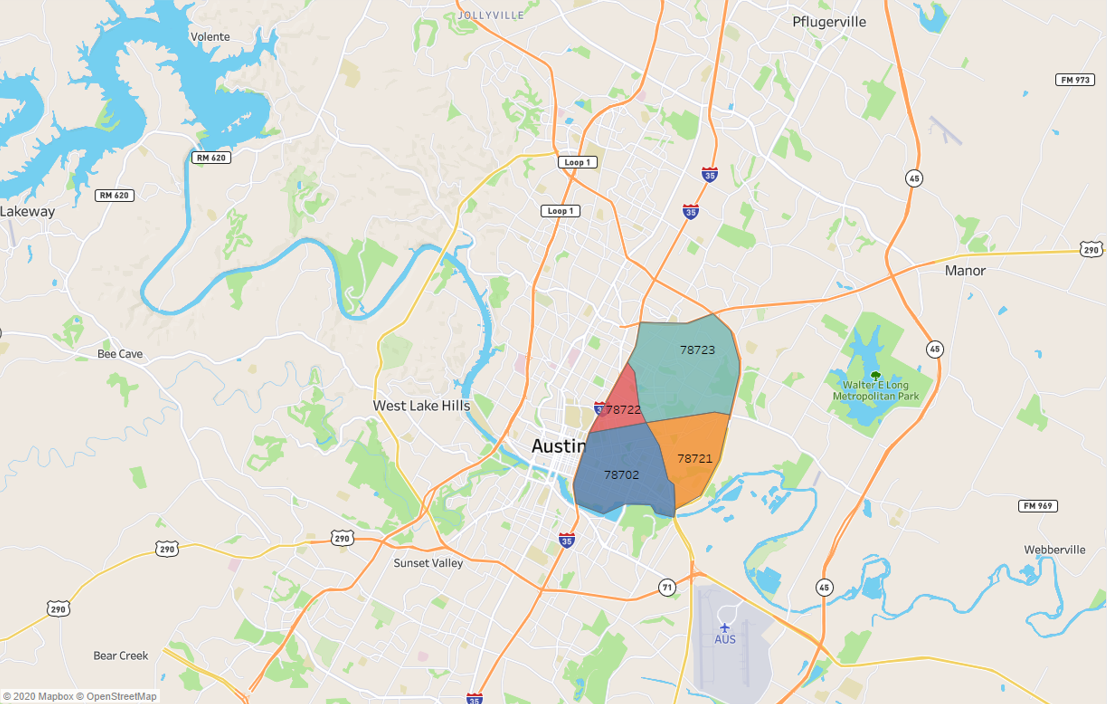 JOLLYVILLE
Pflugerville
Volente
FM 973
RM 620
Loop 1
35
45
RM 620
Lakeway
Loop 1
35
290
Manor
78723
45
Bee Cave
Walter E Long
Metropolitan Park
West Lake Hills
78722
Austin
78721
78702
FM 969
290
290
35
Webberville
Sunset Valley
71
45
290
AUS
Bear Creek
35
© 2020 Mapbox © OpenStreetMap